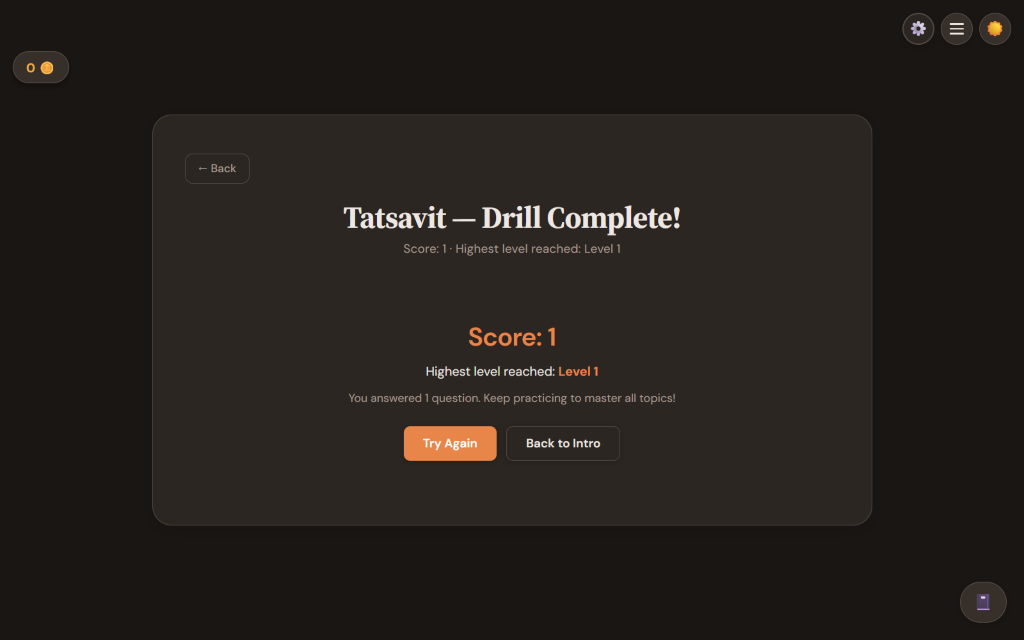 0
← Back
Tatsavit — Drill Complete!
Score: 1 · Highest level reached: Level 1
Score: 1
Highest level reached: Level 1
You answered 1 question. Keep practicing to master all topics!
Try Again
Back to Intro